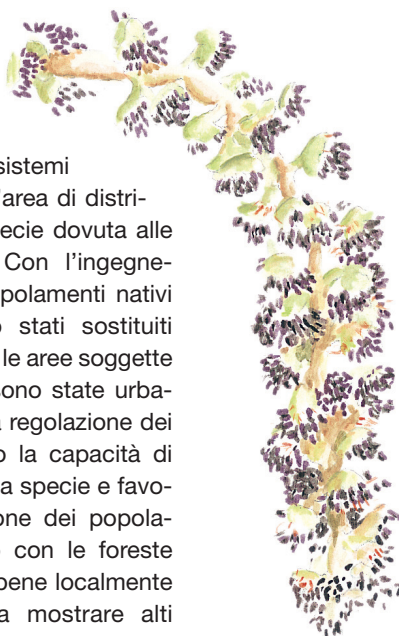 sistemi
'area di distri-
ecie dovuta alle
Con l'ingegne-
polamenti nativi
stati sostituiti
le aree soggette
sono state urba-
regolazione dei
la capacità di
a specie e favo-
one dei popola-
con le foreste
bene localmente
a mostrare alti